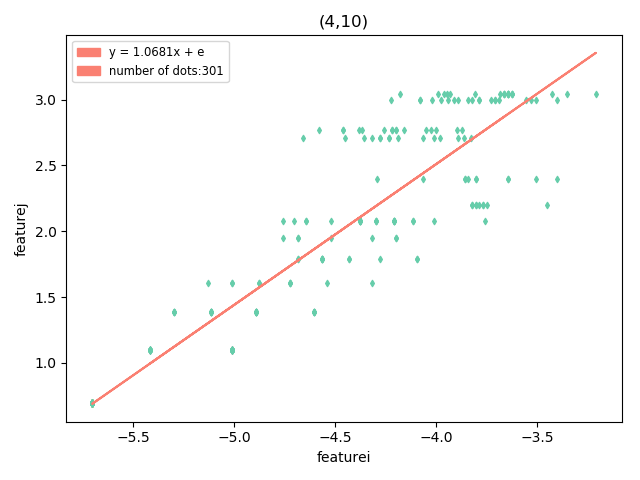 (4,10)
y = 1.0681x + e
number of dots:301
featurej
3.0
2.5
2.0
1.5
1.0
−5.5
−5.0
−4.5
−4.0
−3.5
featurei